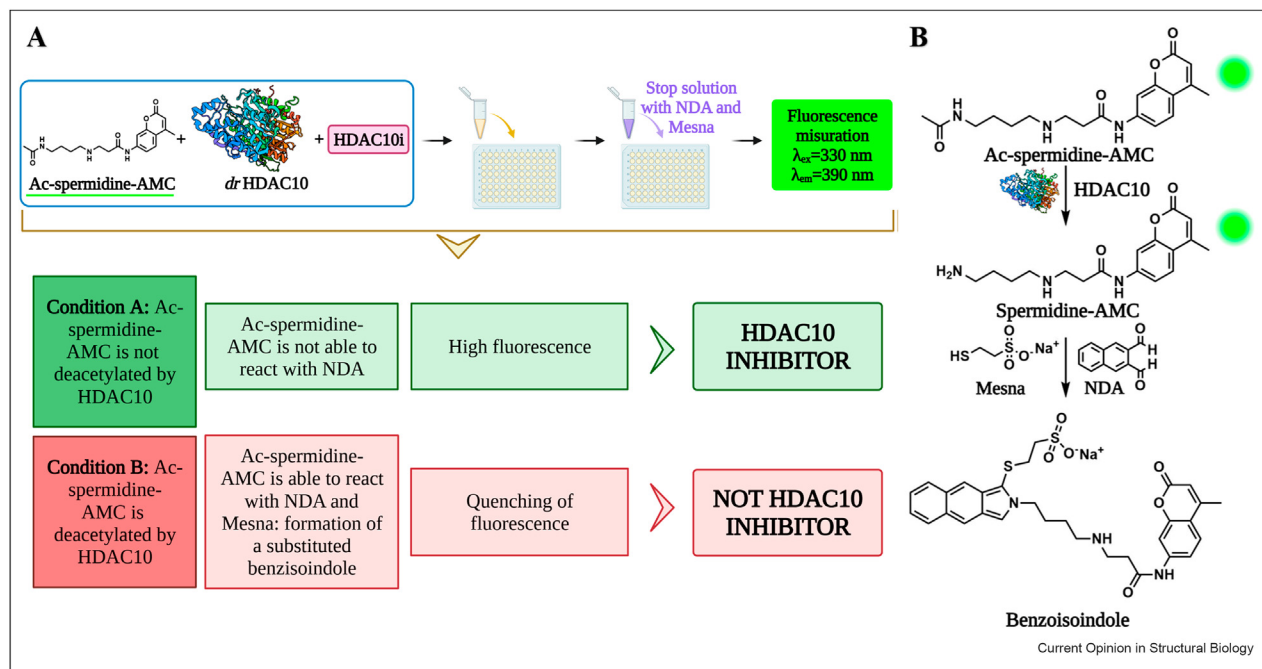 A
Ac-spermidine-AMC
+
dr HDAC10
+
HDAC10i
Stop solution
with NDA and
Mesna
Fluorescence
misuration
λex=330 nm
λem=390 nm
Condition A: Ac-
spermidine-
AMC is not
deacetylated by
HDAC10
Ac-spermidine-
AMC is not able to
react with NDA
High fluorescence
HDAC10
INHIBITOR
Condition B: Ac-
spermidine-
AMC is
deacetylated by
HDAC10
Ac-spermidine-
AMC is able to react
with NDA and
Mesna: formation of
a substituted
benzisoindole
Quenching of
fluorescence
NOT HDAC10
INHIBITOR
B
Ac-spermidine-AMC
HDAC10
Spermidine-AMC
Mesna
NDA
Benzoisoindole
Current Opinion in Structural Biology